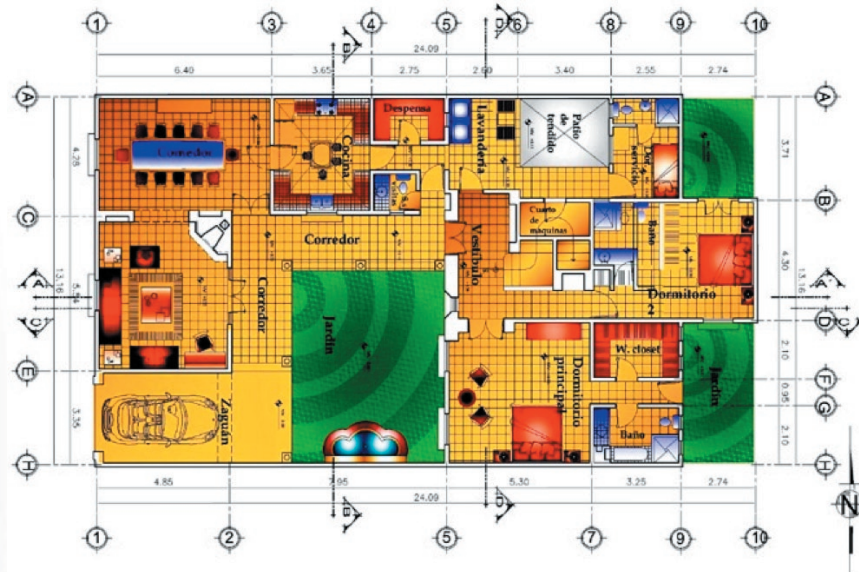 1
3
4
5
6
8
9
10
24.09
6.40
3.65
2.75
2.60
3.40
2.55
2.74
B
D
A
A
Despensa
Comedor
Cocina
Lavandería
Patio de
tendido
Dor.
servicio
4.28
3.71
C
B
Corredor
Vestíbulo
Cuarto
de
máquinas
Baño
A'
13.16
5.54
4.30
13.16
A'
C
Corredor
Jardín
Dormitorio
2
C
D
E
2.10
W. closet
Dormitorio
principal
Jardín
F
0.95
G
3.35
Zaguán
Baño
2.10
H
H
4.85
7.95
5.30
3.25
2.74
24.09
B'
D
N
1
2
5
7
9
10